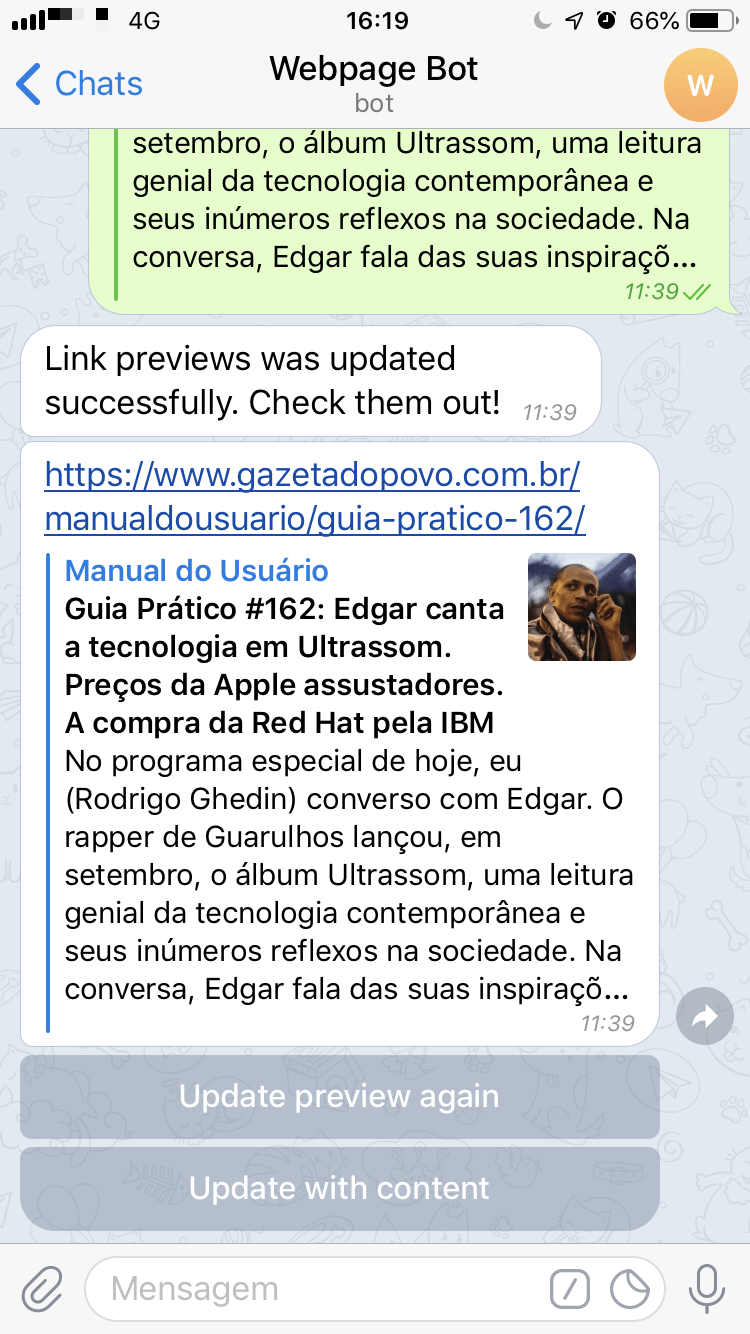 4G
16:19
66%
Chats
Webpage Bot
bot
W
setembro, o álbum Ultrassom, uma leitura
genial da tecnologia contemporânea e
seus inúmeros reflexos na sociedade. Na
conversa, Edgar fala das suas inspiraçõ...
11:39
Link previews was updated
successfully. Check them out!
11:39
https://www.gazetadopovo.com.br/
manualdousuario/guia-pratico-162/
Manual do Usuário
Guia Prático #162: Edgar canta
a tecnologia em Ultrassom.
Preços da Apple assustadores.
A compra da Red Hat pela IBM
No programa especial de hoje, eu
(Rodrigo Ghedin) converso com Edgar. O
rapper de Guarulhos lançou, em
setembro, o álbum Ultrassom, uma leitura
genial da tecnologia contemporânea e
seus inúmeros reflexos na sociedade. Na
conversa, Edgar fala das suas inspiraçõ...
11:39
Update preview again
Update with content
Mensagem